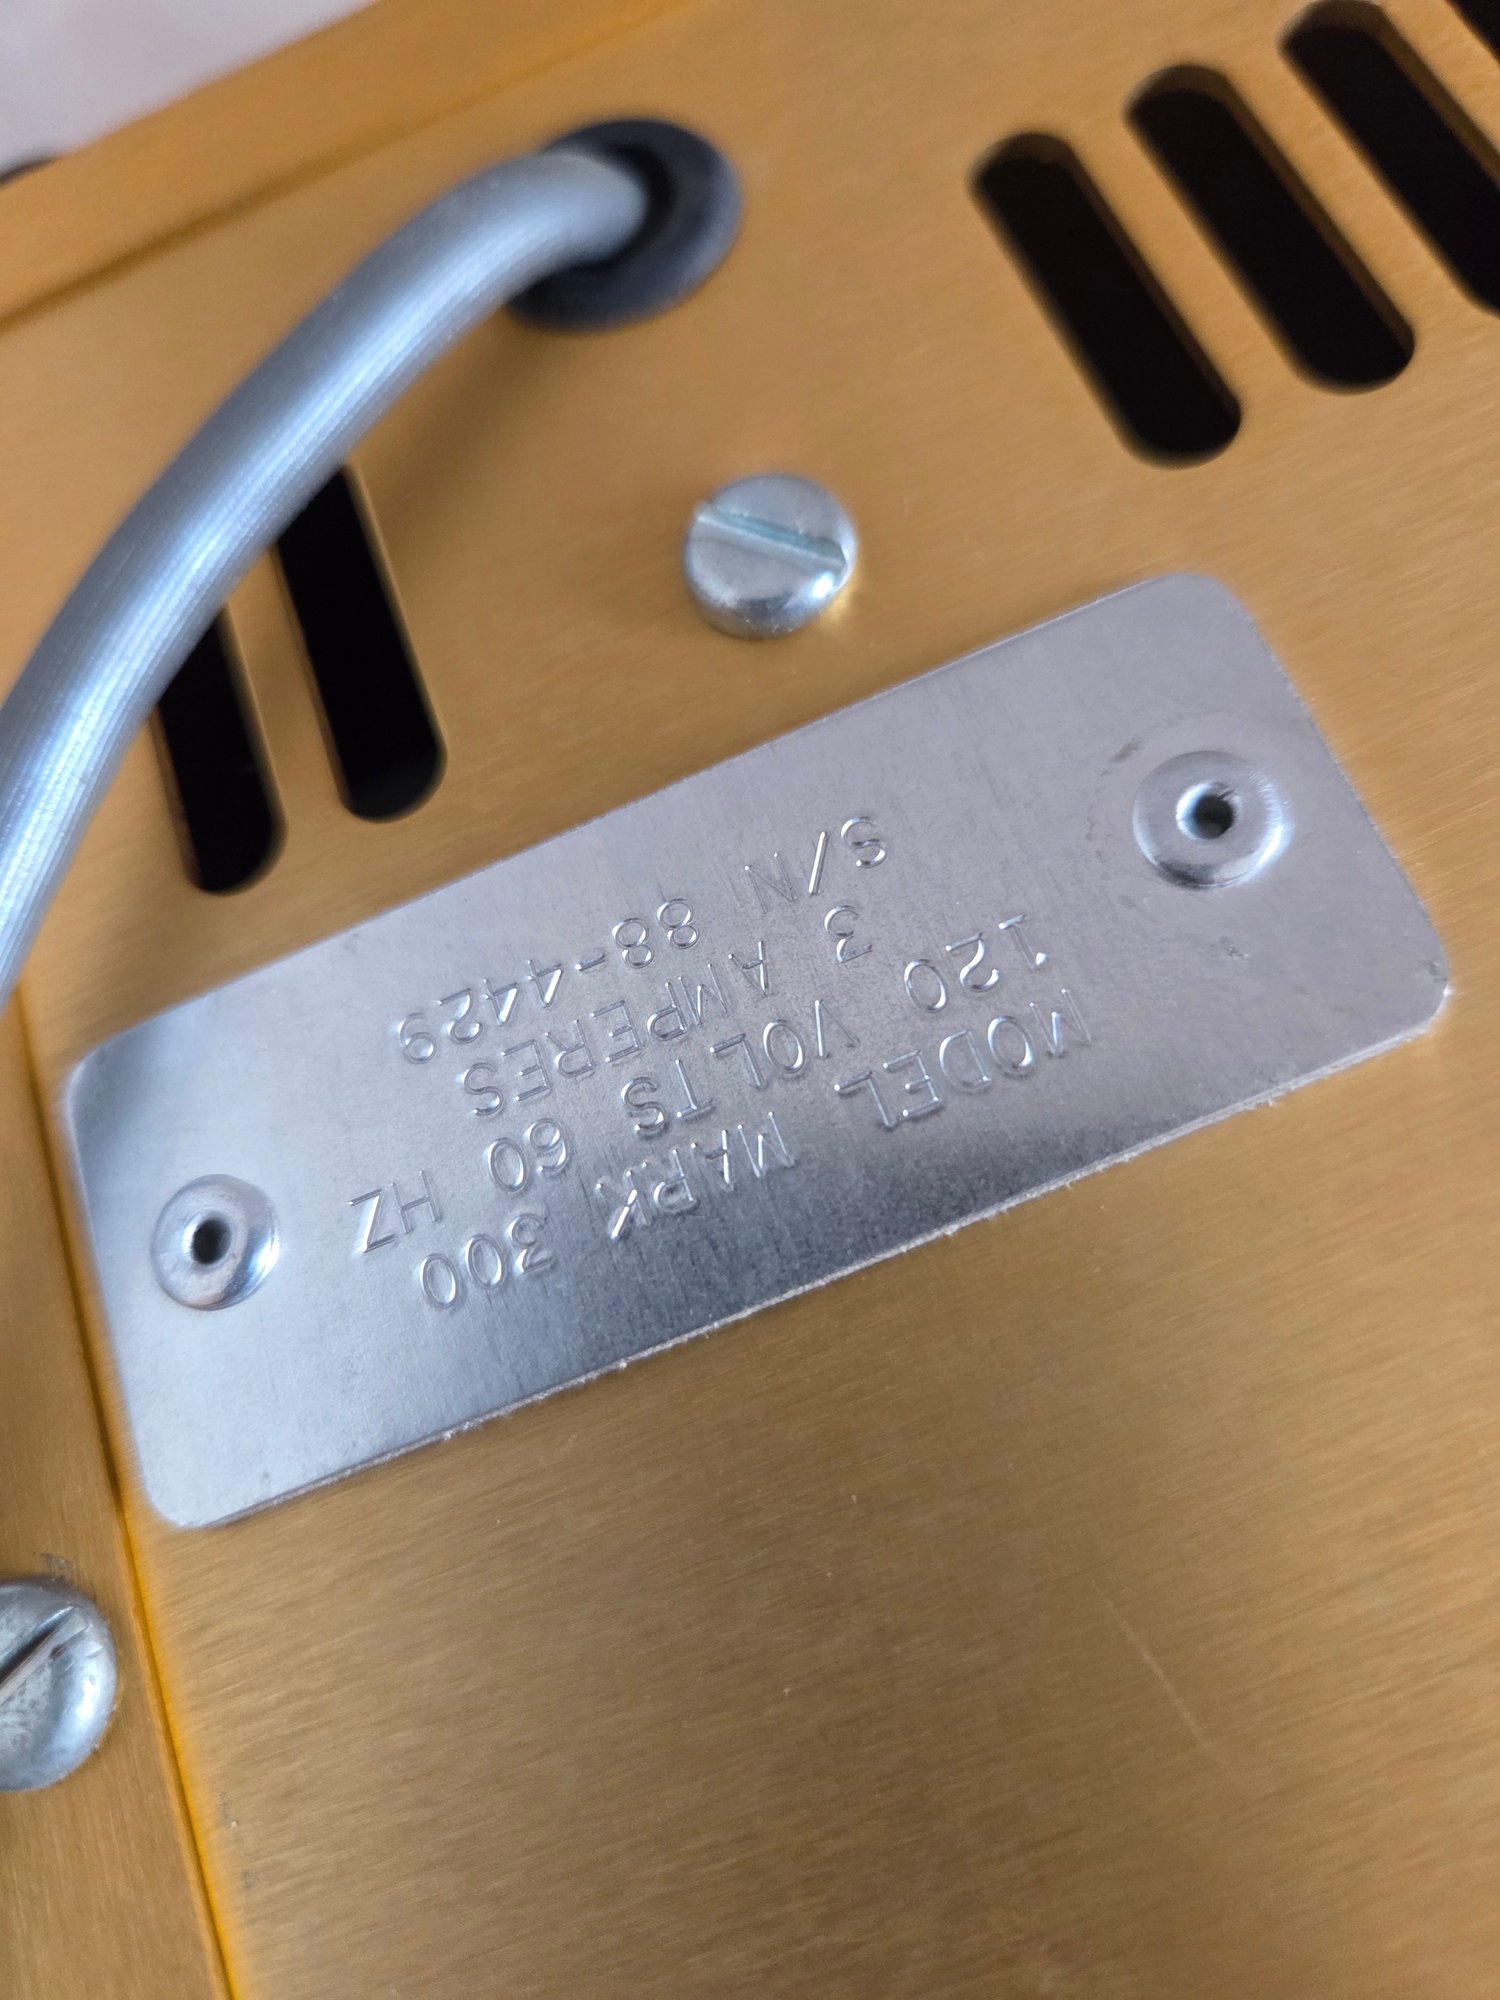 MODEL MARK 300
120 VOLTS 60 HZ
3 AMPERES
S/N 88-4429